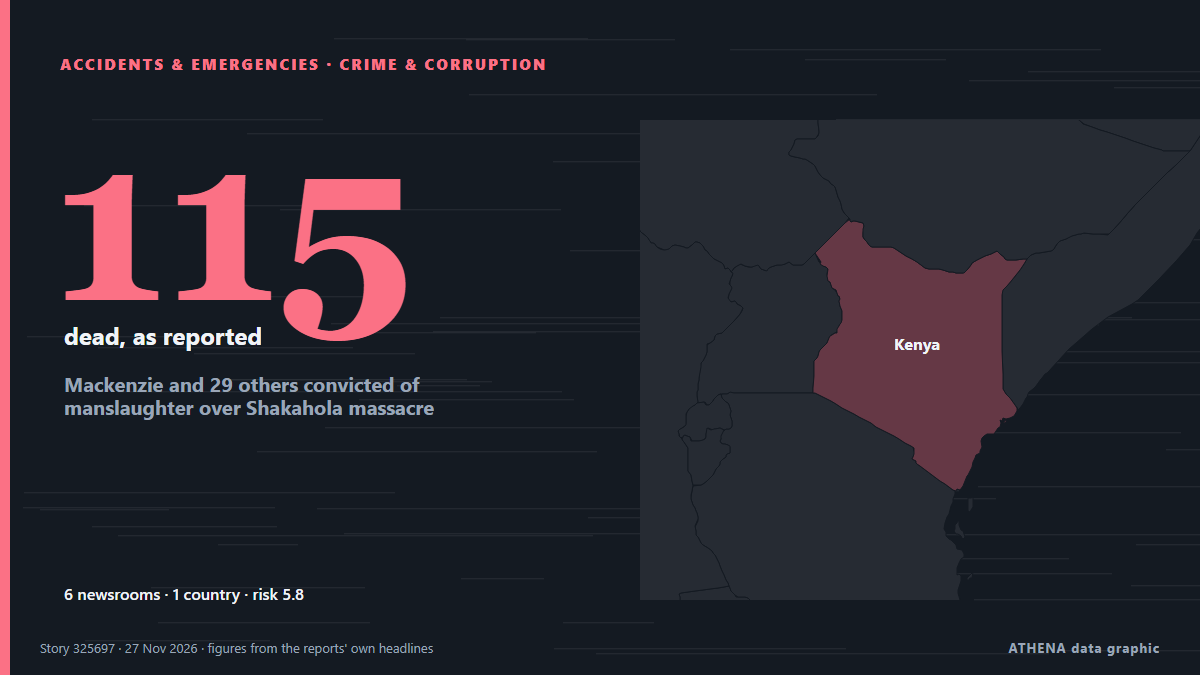 ACCIDENTS & EMERGENCIES · CRIME & CORRUPTION
115
dead, as reported
Mackenzie and 29 others convicted of
manslaughter over Shakahola massacre
Kenya
6 newsrooms · 1 country · risk 5.8
Story 325697 · 27 Nov 2026 · figures from the reports' own headlines
ATHENA data graphic